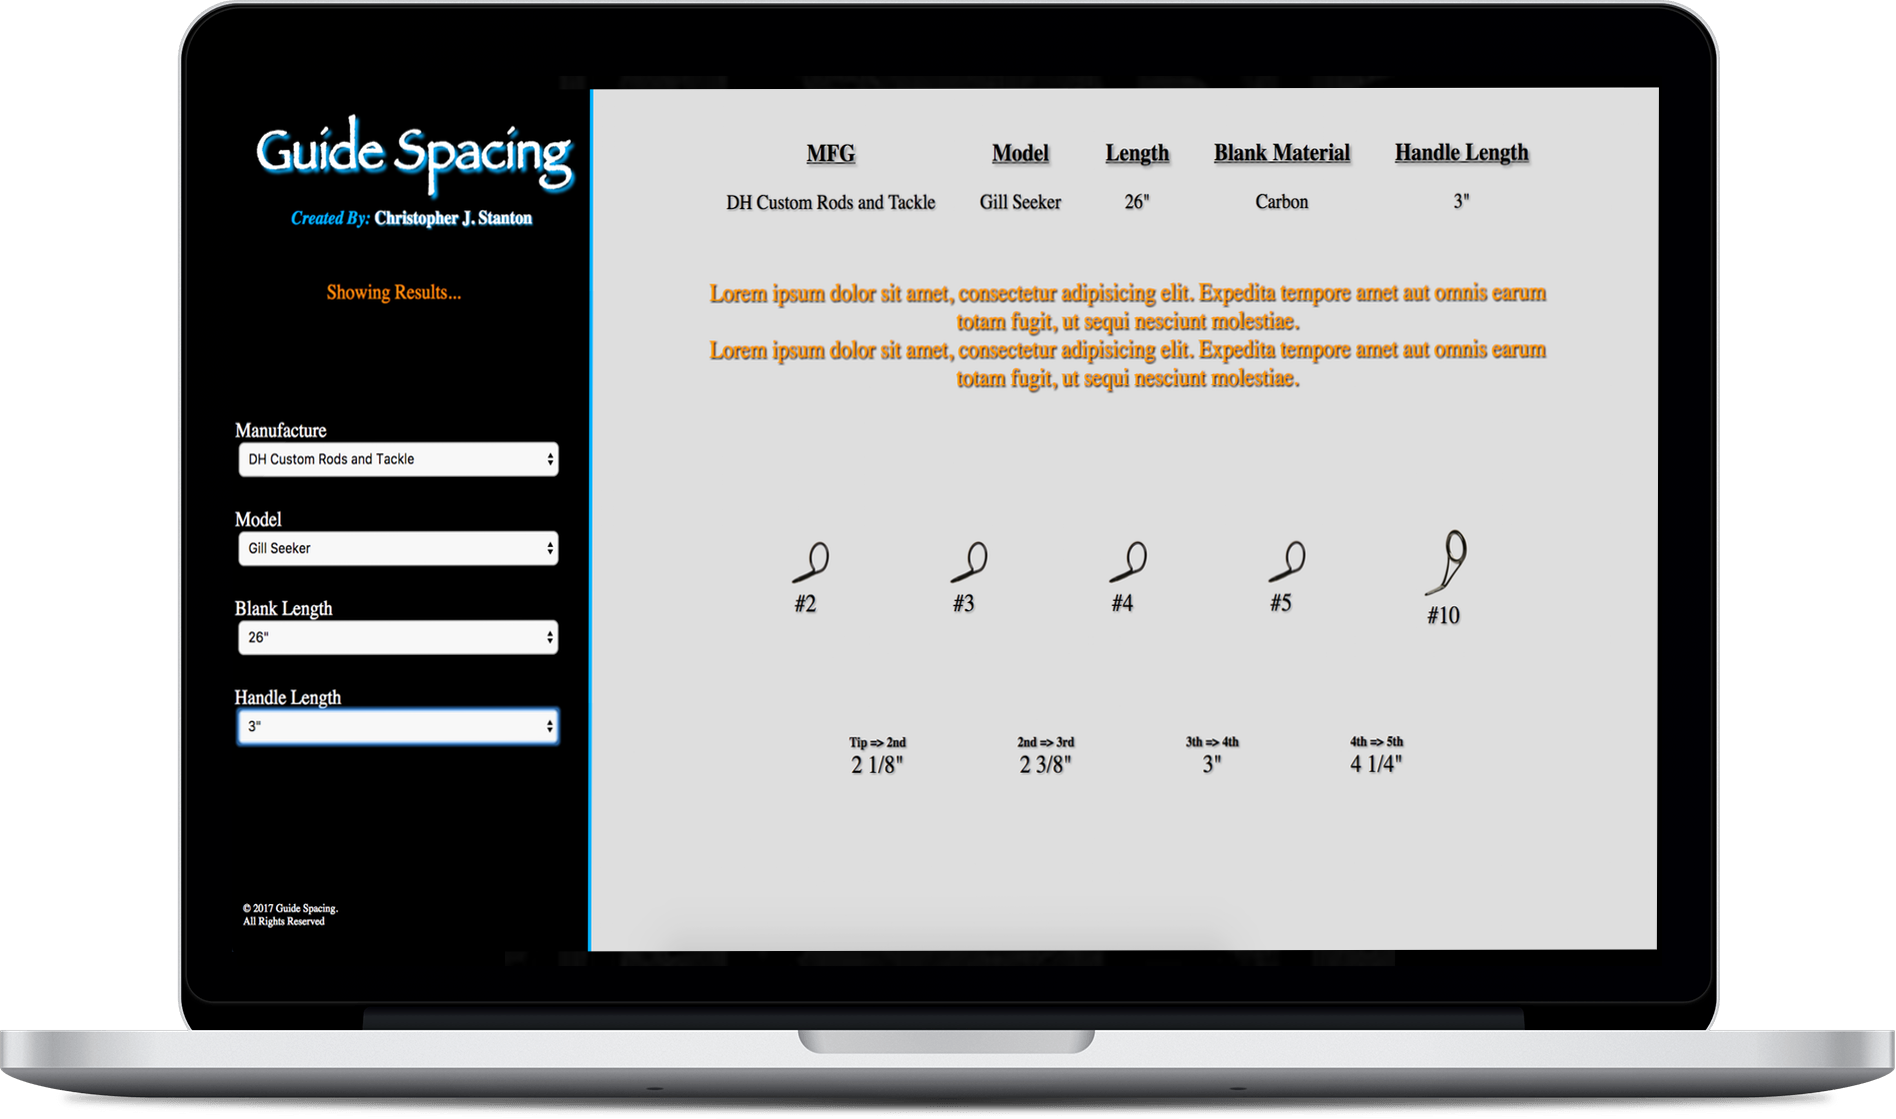 Guide Spacing
Created By: Christopher J. Stanton
Showing Results...
Manufacture
DH Custom Rods and Tackle
Model
Gill Seeker
Blank Length
26"
Handle Length
3"
© 2017 Guide Spacing.
All Rights Reserved
MFG Model Length Blank Material Handle Length
DH Custom Rods and Tackle Gill Seeker 26" Carbon 3"
Lorem ipsum dolor sit amet, consectetur adipisicing elit. Expedita tempore amet aut omnis earum
totam fugit, ut sequi nesciunt molestiae.
Lorem ipsum dolor sit amet, consectetur adipisicing elit. Expedita tempore amet aut omnis earum
totam fugit, ut sequi nesciunt molestiae.
#2 #3 #4 #5 #10
Tip => 2nd 2nd => 3rd 3th => 4th 4th => 5th
2 1/8" 2 3/8" 3" 4 1/4"